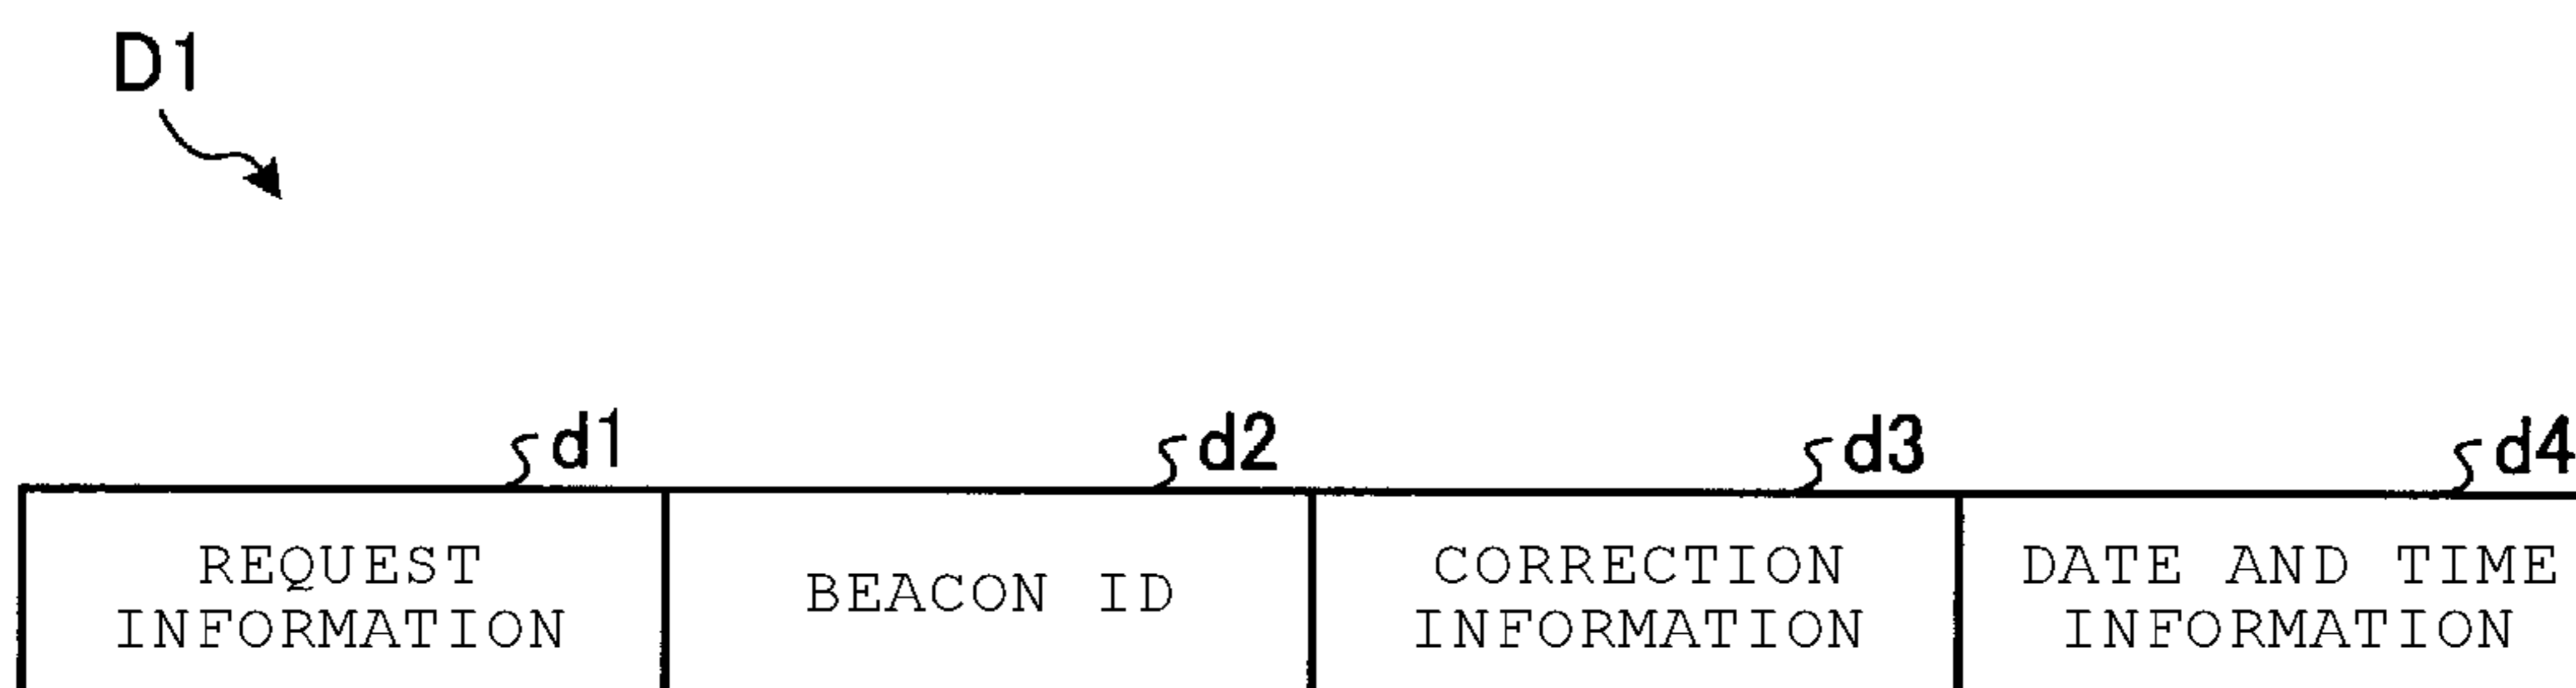 D1
d1 d2 d3 d4
REQUEST INFORMATION
BEACON ID
CORRECTION INFORMATION
DATE AND TIME INFORMATION